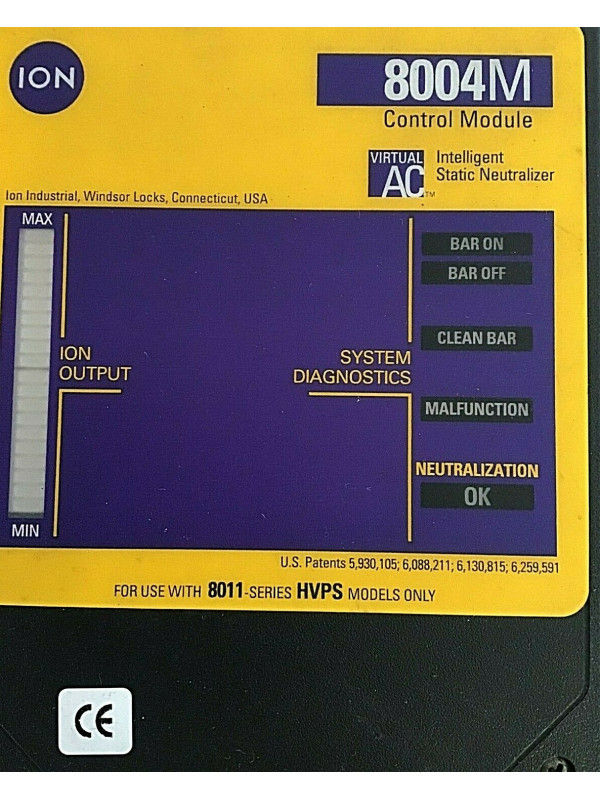 ION
8004M
Control Module
VIRTUAL
AC™
Intelligent
Static Neutralizer
Ion Industrial, Windsor Locks, Connecticut, USA
MAX
BAR ON
BAR OFF
CLEAN BAR
ION
OUTPUT
SYSTEM
DIAGNOSTICS
MALFUNCTION
NEUTRALIZATION
OK
MIN
U.S. Patents 5,930,105; 6,088,211; 6,130,815; 6,259,591
FOR USE WITH 8011-SERIES HVPS MODELS ONLY
CE